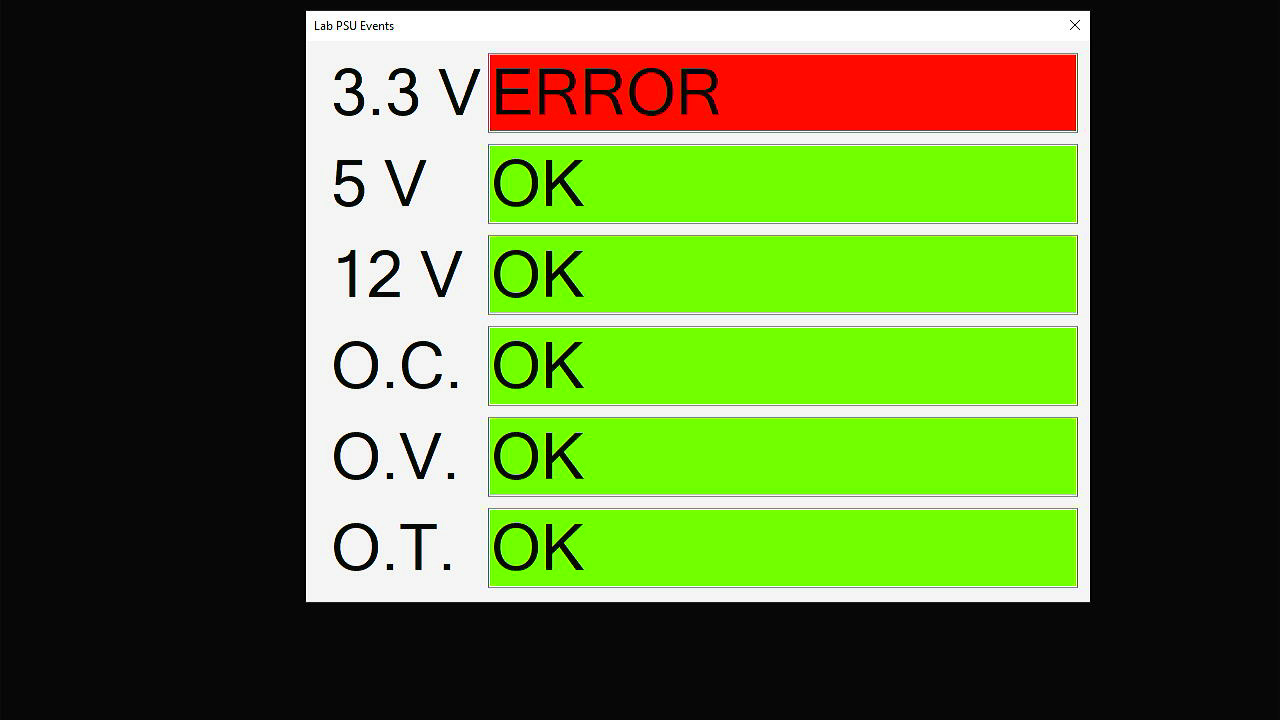 Lab PSU Events
3.3 V ERROR
5 V OK
12 V OK
O.C. OK
O.V. OK
O.T. OK